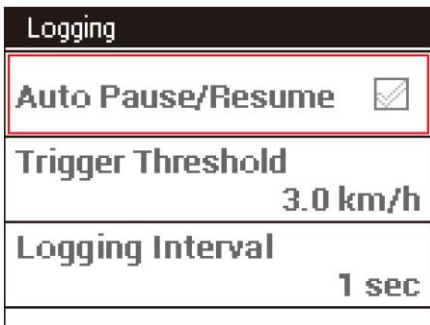 Logging
Auto Pause/Resume
Trigger Threshold
3.0 km/h
Logging Interval
1 sec